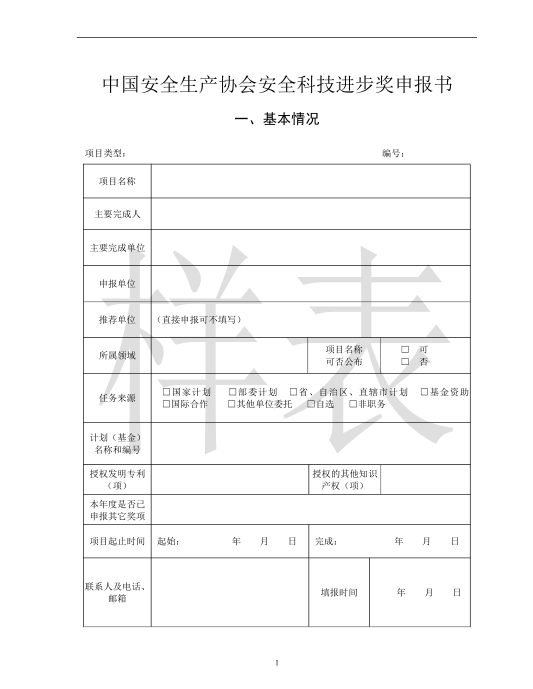 中国安全生产协会安全科技进步奖申报书
一、基本情况
项目类型： 编号：
项目名称
主要完成人
主要完成单位
申报单位
推荐单位 （直接申报可不填写）
所属领域 项目名称 □ 可
可否公布 □ 否
任务来源 □国家计划 □部委计划 □省、自治区、直辖市计划 □基金资助
□国际合作 □其他单位委托 □自选 □非职务
计划（基金）
名称和编号
授权发明专利 授权的其他知识
（项） 产权（项）
本年度是否已
申报其它奖项
项目起止时间 起始： 年 月 日 完成： 年 月 日
联系人及电话、
邮箱 填报时间 年 月 日
样表
1